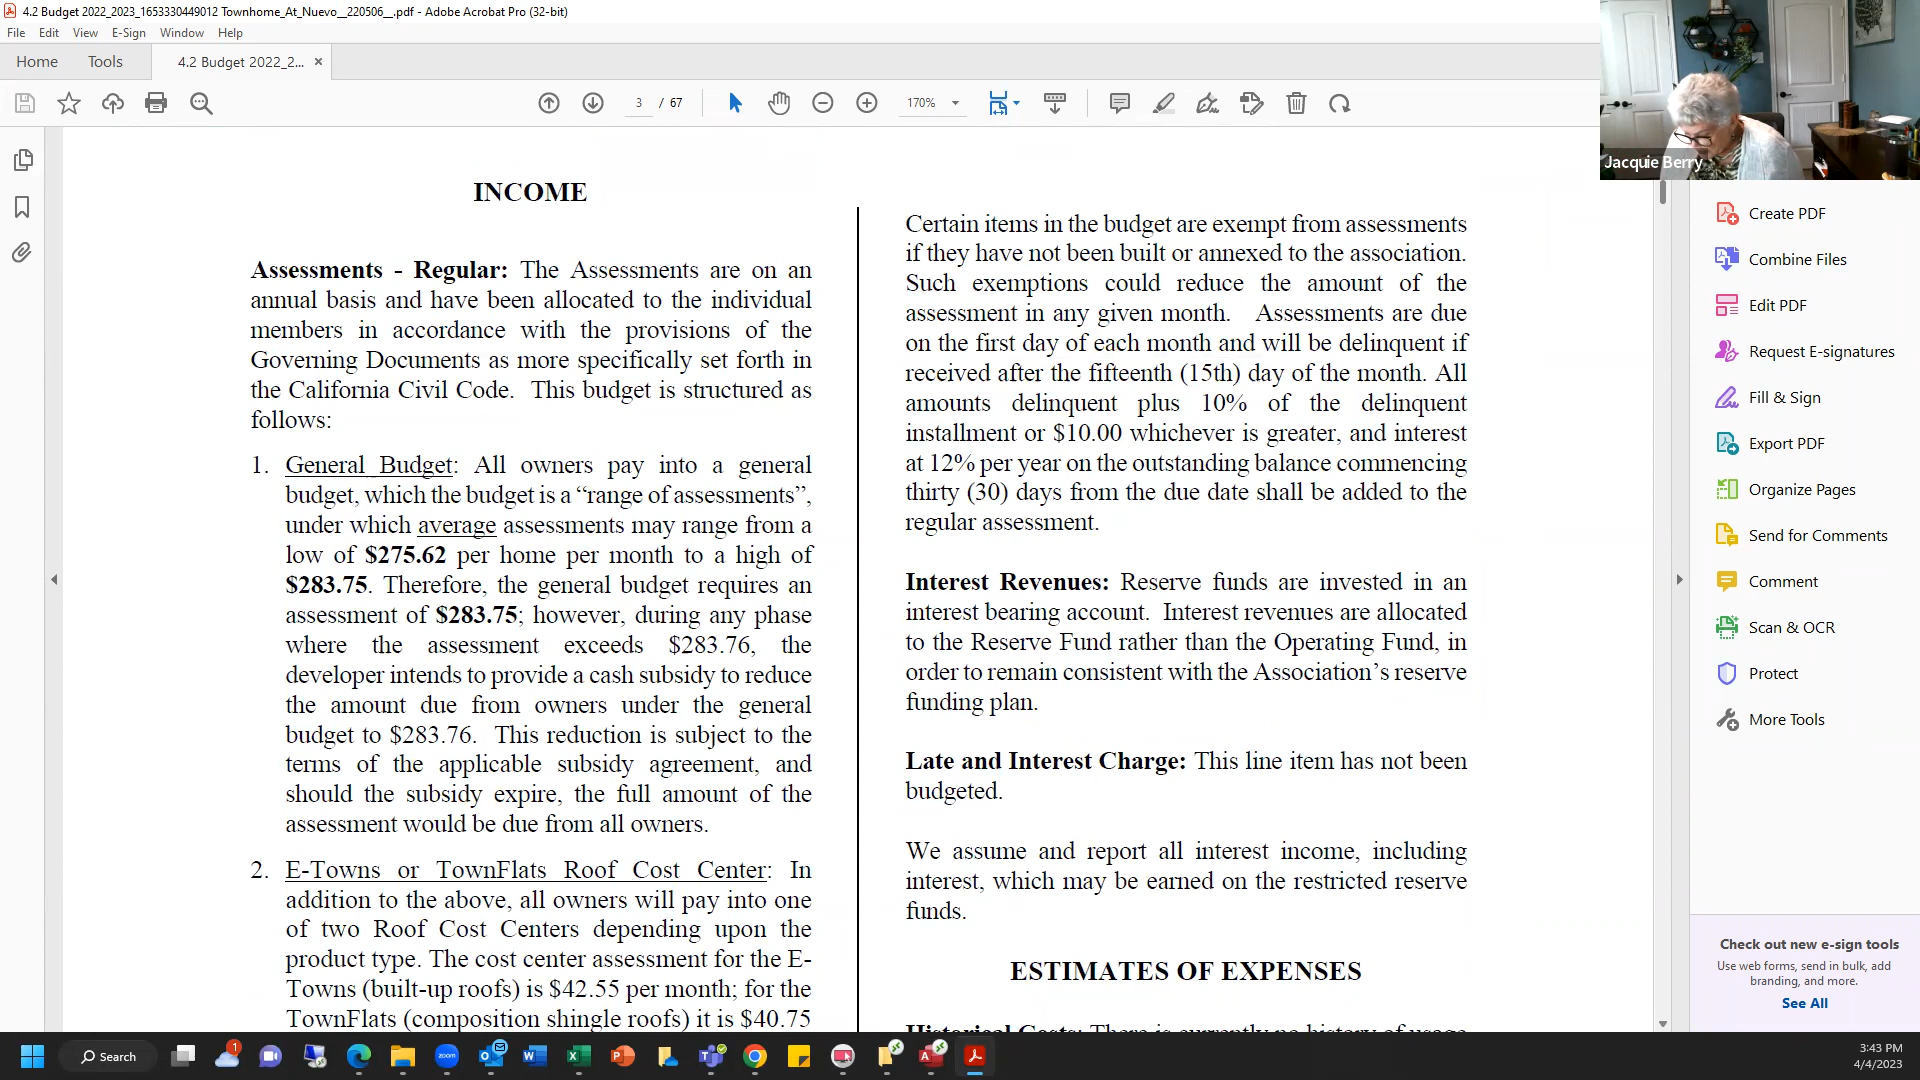 4.2 Budget 2022_2023_1653330449012 Townhome_At_Nuevo__220506__.pdf - Adobe Acrobat Pro (32-bit)
File Edit View E-Sign Window Help
Home Tools 4.2 Budget 2022_2... ×
3 / 67 170%
Jacquie Berry
INCOME
Assessments - Regular: The Assessments are on an
annual basis and have been allocated to the individual
members in accordance with the provisions of the
Governing Documents as more specifically set forth in
the California Civil Code. This budget is structured as
follows:
1. General Budget: All owners pay into a general
budget, which the budget is a “range of assessments”,
under which average assessments may range from a
low of $275.62 per home per month to a high of
$283.75. Therefore, the general budget requires an
assessment of $283.75; however, during any phase
where the assessment exceeds $283.76, the
developer intends to provide a cash subsidy to reduce
the amount due from owners under the general
budget to $283.76. This reduction is subject to the
terms of the applicable subsidy agreement, and
should the subsidy expire, the full amount of the
assessment would be due from all owners.
2. E-Towns or TownFlats Roof Cost Center: In
addition to the above, all owners will pay into one
of two Roof Cost Centers depending upon the
product type. The cost center assessment for the E-
Towns (built-up roofs) is $42.55 per month; for the
TownFlats (composition shingle roofs) it is $40.75
Certain items in the budget are exempt from assessments
if they have not been built or annexed to the association.
Such exemptions could reduce the amount of the
assessment in any given month. Assessments are due
on the first day of each month and will be delinquent if
received after the fifteenth (15th) day of the month. All
amounts delinquent plus 10% of the delinquent
installment or $10.00 whichever is greater, and interest
at 12% per year on the outstanding balance commencing
thirty (30) days from the due date shall be added to the
regular assessment.
Interest Revenues: Reserve funds are invested in an
interest bearing account. Interest revenues are allocated
to the Reserve Fund rather than the Operating Fund, in
order to remain consistent with the Association’s reserve
funding plan.
Late and Interest Charge: This line item has not been
budgeted.
We assume and report all interest income, including
interest, which may be earned on the restricted reserve
funds.
ESTIMATES OF EXPENSES
Historical Costs: There is currently no history of usage
Create PDF
Combine Files
Edit PDF
Request E-signatures
Fill & Sign
Export PDF
Organize Pages
Send for Comments
Comment
Scan & OCR
Protect
More Tools
Check out new e-sign tools
Use web forms, send in bulk, add
branding, and more.
See All
Search
1
zoom
3:43 PM
4/4/2023